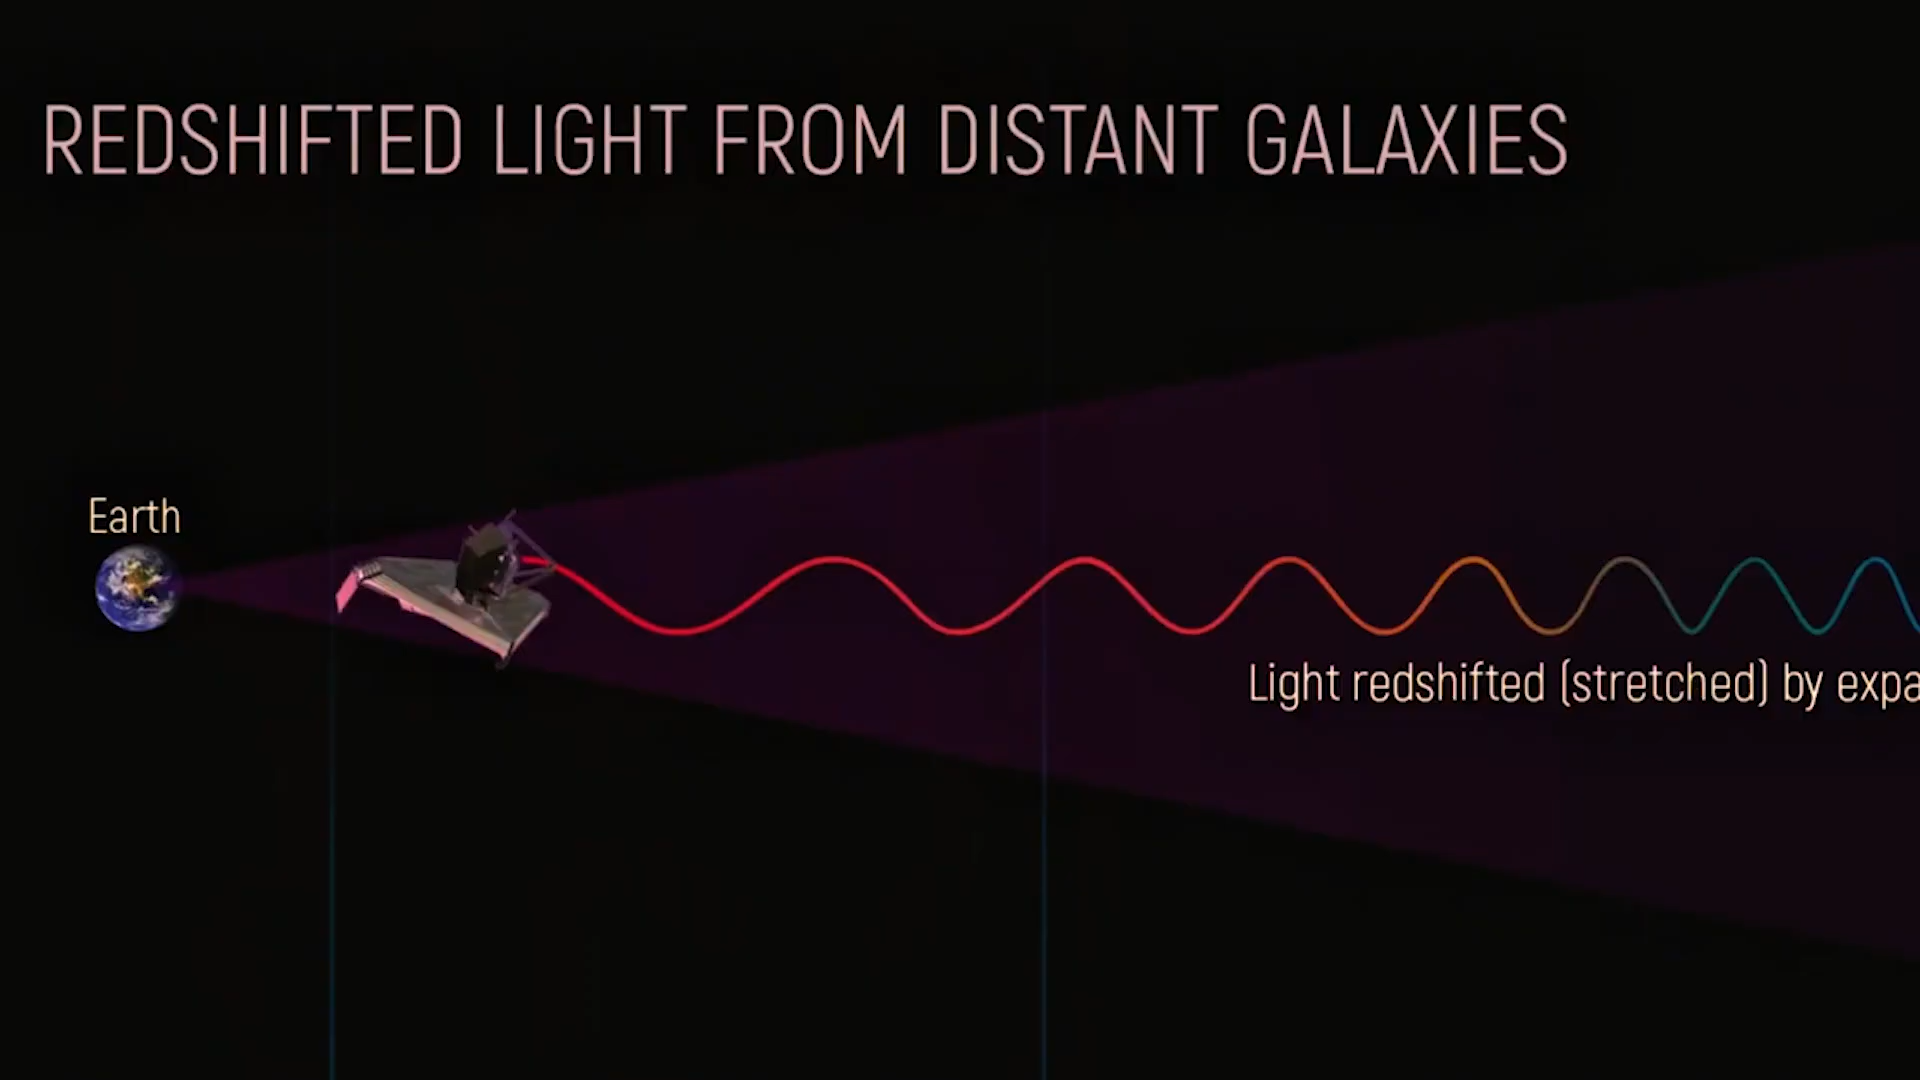 REDSHIFTED LIGHT FROM DISTANT GALAXIES
Earth
Light redshifted (stretched) by expa